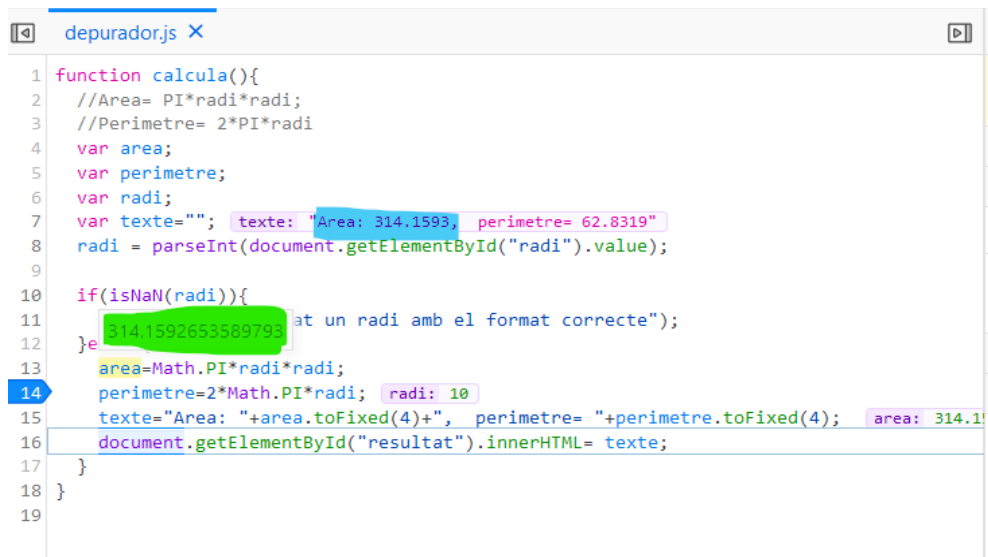 depurador.js ✕
1 function calcula(){
2 //Area= PI*radi*radi;
3 //Perimetre= 2*PI*radi
4 var area;
5 var perimetre;
6 var radi;
7 var texte=""; texte: "Area: 314.1593,  perimetre= 62.8319"
8 radi = parseInt(document.getElementById("radi").value);
9
10 if(isNaN(radi)){
11 314.1592653589793 at un radi amb el format correcte");
12 }e
13 area=Math.PI*radi*radi;
14 perimetre=2*Math.PI*radi; radi: 10
15 texte="Area: "+area.toFixed(4)+",  perimetre= "+perimetre.toFixed(4); area: 314.15
16 document.getElementById("resultat").innerHTML= texte;
17 }
18 }
19